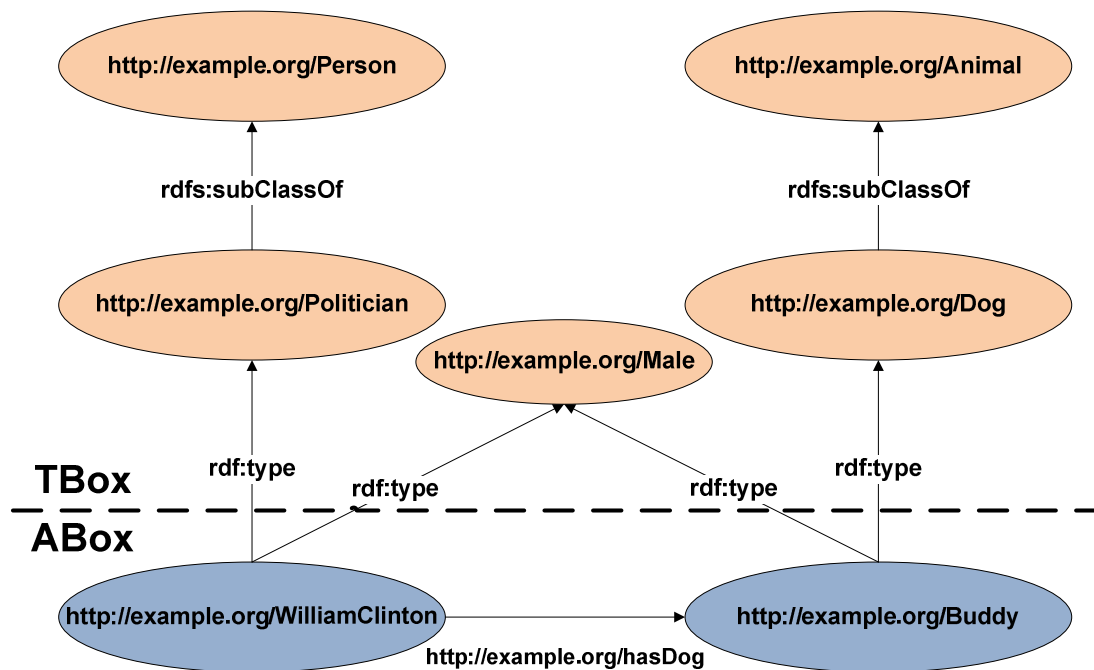 http://example.org/Person
http://example.org/Animal
rdfs:subClassOf
rdfs:subClassOf
http://example.org/Politician
http://example.org/Dog
http://example.org/Male
rdf:type
rdf:type
rdf:type
rdf:type
TBox
ABox
http://example.org/WilliamClinton
http://example.org/Buddy
http://example.org/hasDog